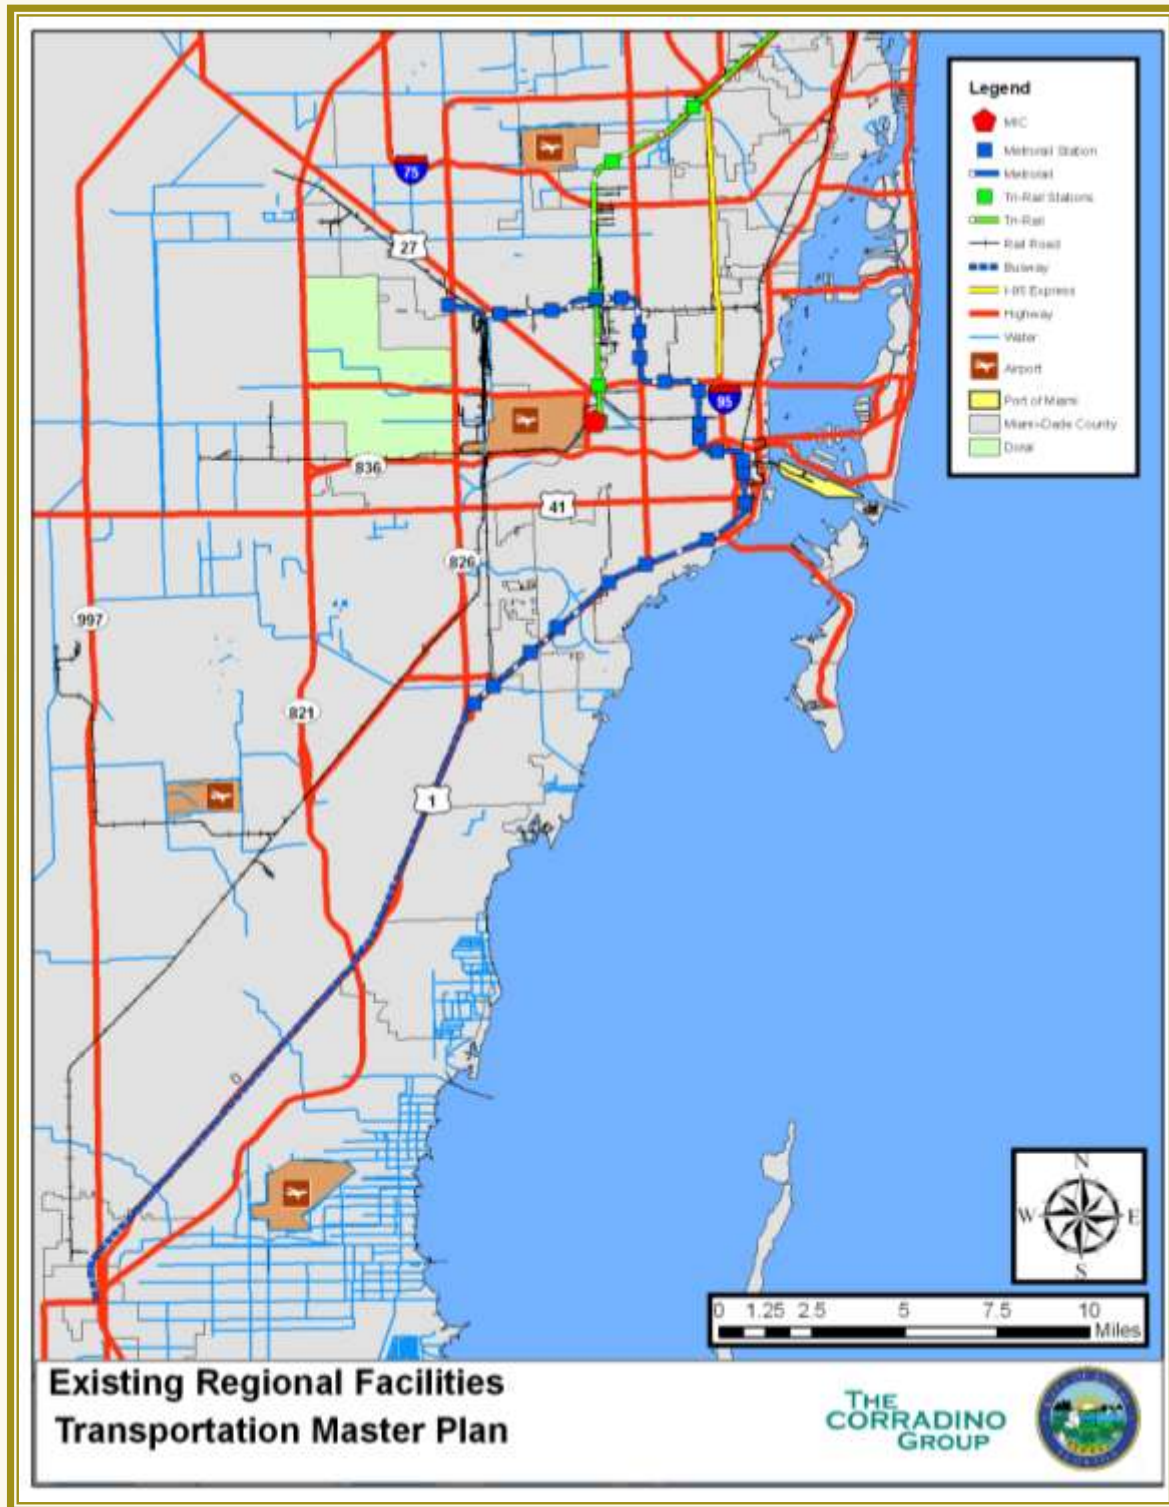 Legend
MIC
Metrorail Station
Metrorail
Tri-Rail Stations
Tri-Rail
Rail Road
Busway
I-95 Express
Highway
Water
Airport
Port of Miami
Miami-Dade County
Doral
75
27
95
836
41
826
997
821
1
N
W E
S
0 1.25 2.5 5 7.5 10
Miles
Existing Regional Facilities
Transportation Master Plan
THE
CORRADINO
GROUP